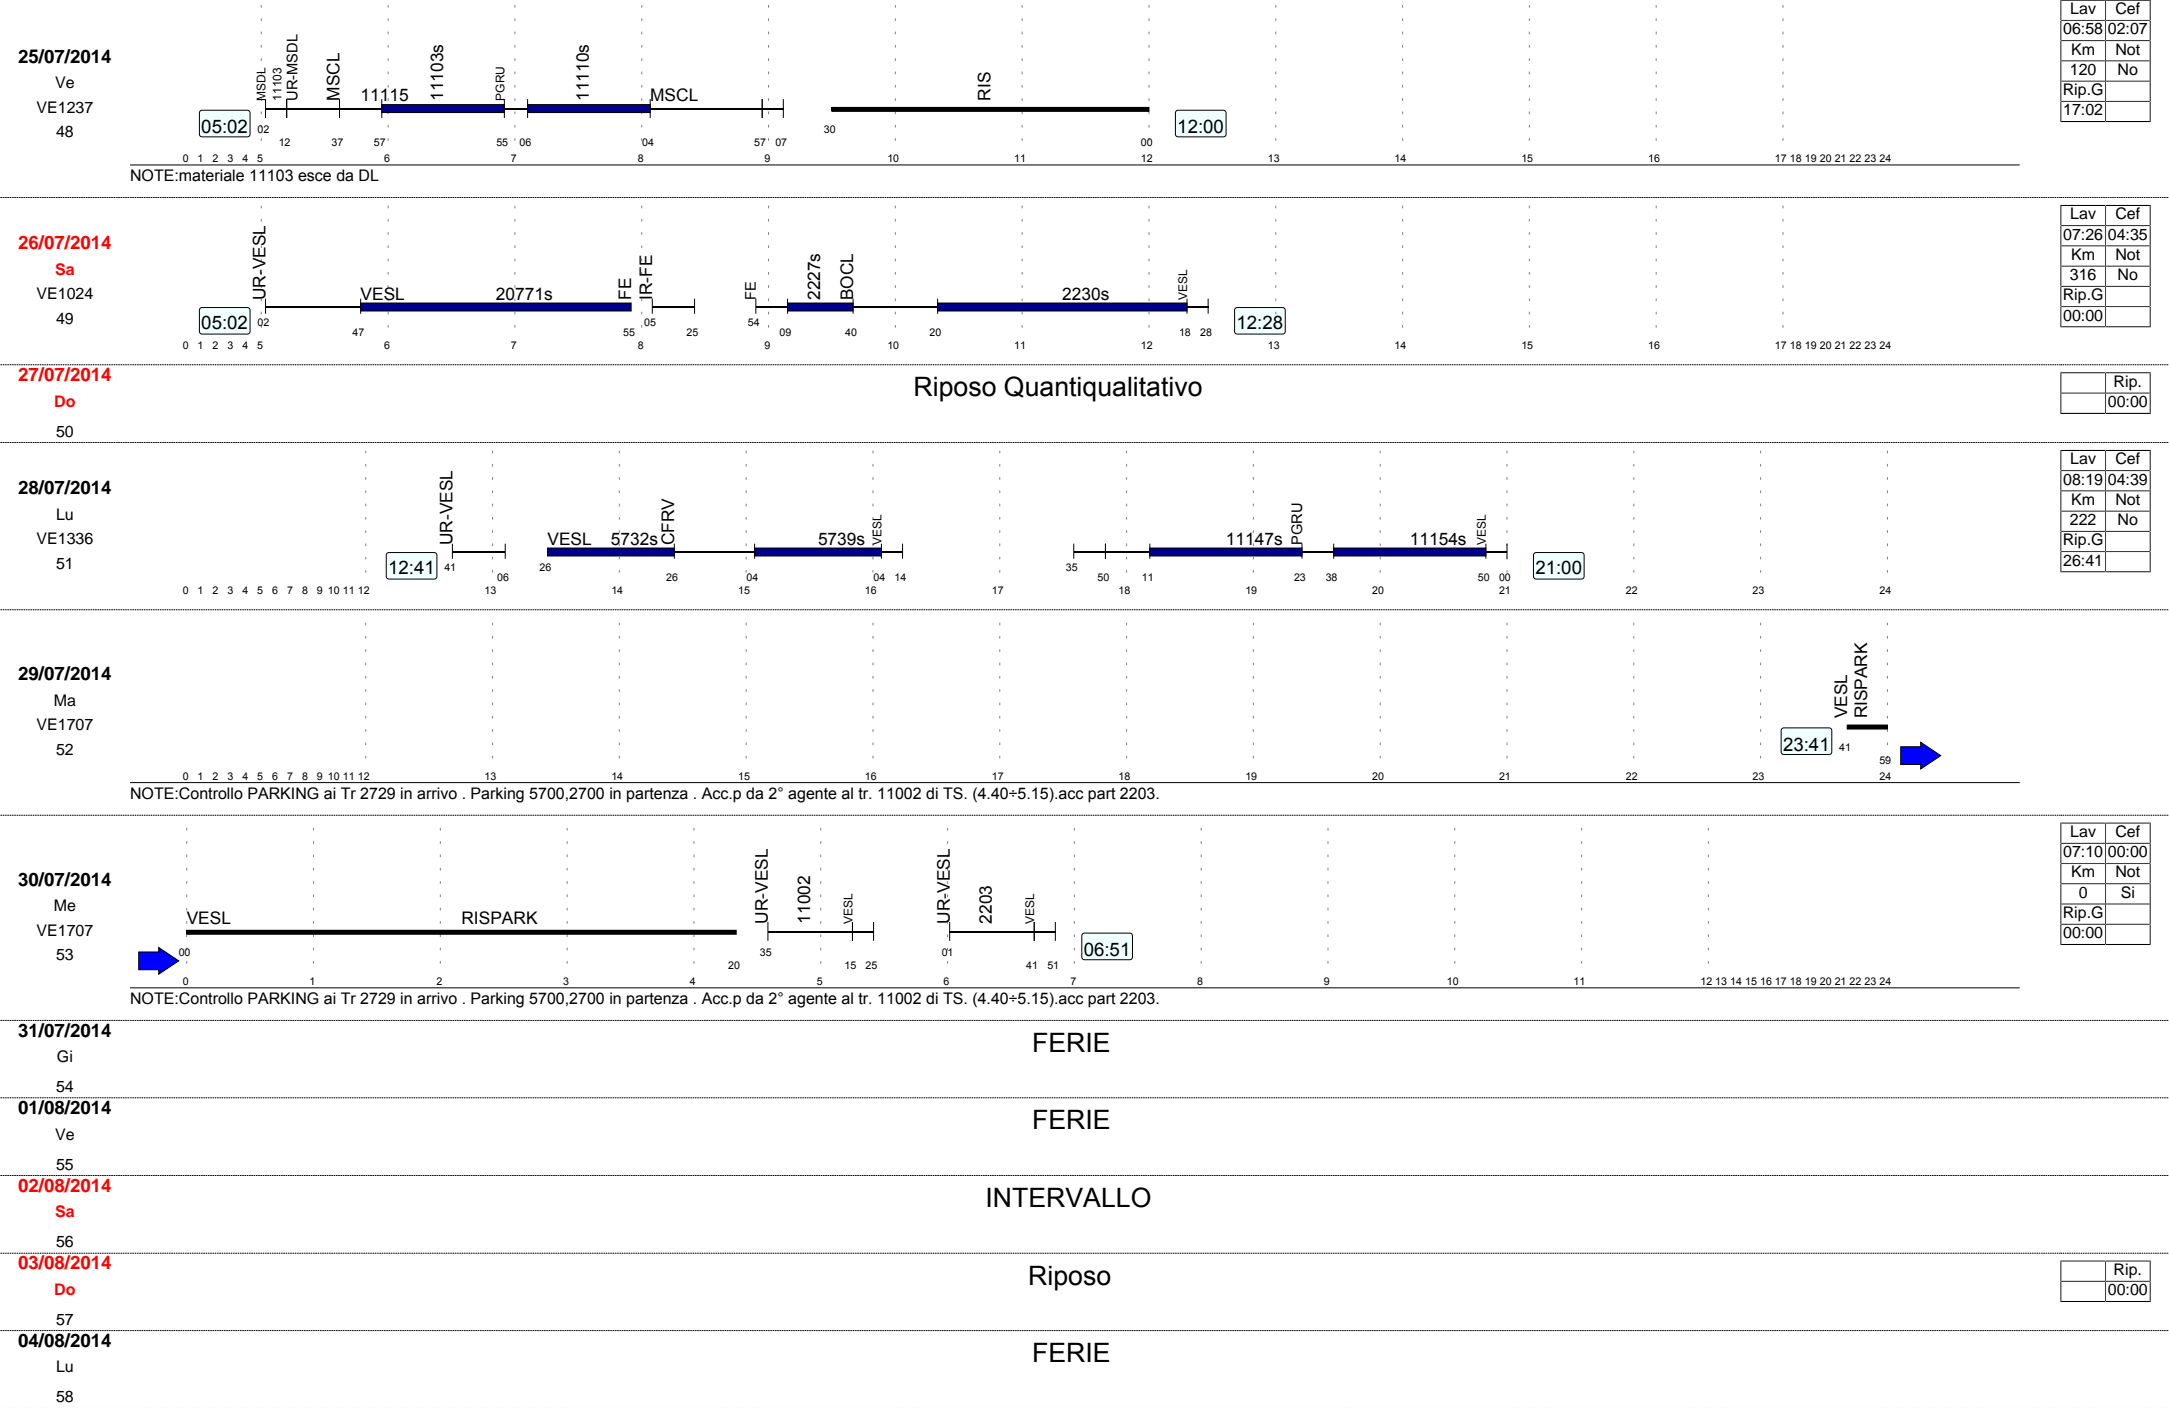 25/07/2014
Ve
VE1237
48
05:02
MSDL 11103 UR-MSDL MSCL 11115 11103s PGRU 11110s MSCL RIS
02 12 37 57 55 06 04 57 07 30 00
12:00
0 1 2 3 4 5 6 7 8 9 10 11 12 13 14 15 16 17 18 19 20 21 22 23 24
NOTE:materiale 11103 esce da DL
Lav Cef
06:58 02:07
Km Not
120 No
Rip.G
17:02
26/07/2014
Sa
VE1024
49
05:02
UR-VESL VESL 20771s FE IR-FE FE 2227s BOCL 2230s VESL
02 47 55 05 25 54 09 40 20 18 28
12:28
0 1 2 3 4 5 6 7 8 9 10 11 12 13 14 15 16 17 18 19 20 21 22 23 24
Lav Cef
07:26 04:35
Km Not
316 No
Rip.G
00:00
27/07/2014
Do
50
Riposo Quantiqualitativo
Rip.
00:00
28/07/2014
Lu
VE1336
51
12:41
UR-VESL VESL 5732s CFRV 5739s VESL 11147s PGRU 11154s VESL
41 06 26 26 04 04 14 35 50 11 23 38 50 00
21:00
0 1 2 3 4 5 6 7 8 9 10 11 12 13 14 15 16 17 18 19 20 21 22 23 24
Lav Cef
08:19 04:39
Km Not
222 No
Rip.G
26:41
29/07/2014
Ma
VE1707
52
VESL RISPARK
23:41
41 59
0 1 2 3 4 5 6 7 8 9 10 11 12 13 14 15 16 17 18 19 20 21 22 23 24
NOTE:Controllo PARKING ai Tr 2729 in arrivo . Parking 5700,2700 in partenza . Acc.p da 2° agente al tr. 11002 di TS. (4.40÷5.15).acc part 2203.
30/07/2014
Me
VE1707
53
VESL RISPARK UR-VESL 11002 VESL UR-VESL 2203 VESL
00 20 35 15 25 01 41 51
06:51
0 1 2 3 4 5 6 7 8 9 10 11 12 13 14 15 16 17 18 19 20 21 22 23 24
NOTE:Controllo PARKING ai Tr 2729 in arrivo . Parking 5700,2700 in partenza . Acc.p da 2° agente al tr. 11002 di TS. (4.40÷5.15).acc part 2203.
Lav Cef
07:10 00:00
Km Not
0 Si
Rip.G
00:00
31/07/2014
Gi
54
FERIE
01/08/2014
Ve
55
FERIE
02/08/2014
Sa
56
INTERVALLO
03/08/2014
Do
57
Riposo
Rip.
00:00
04/08/2014
Lu
58
FERIE